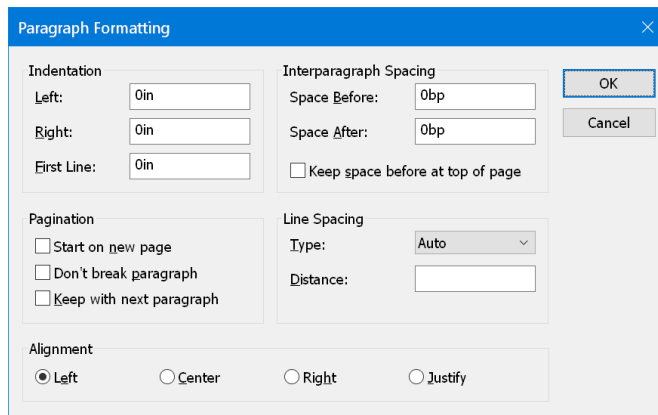 Paragraph Formatting
Indentation
Left: 0in
Right: 0in
First Line: 0in
Interparagraph Spacing
Space Before: 0bp
Space After: 0bp
Keep space before at top of page
OK
Cancel
Pagination
Start on new page
Don't break paragraph
Keep with next paragraph
Line Spacing
Type: Auto
Distance:
Alignment
Left Center Right Justify